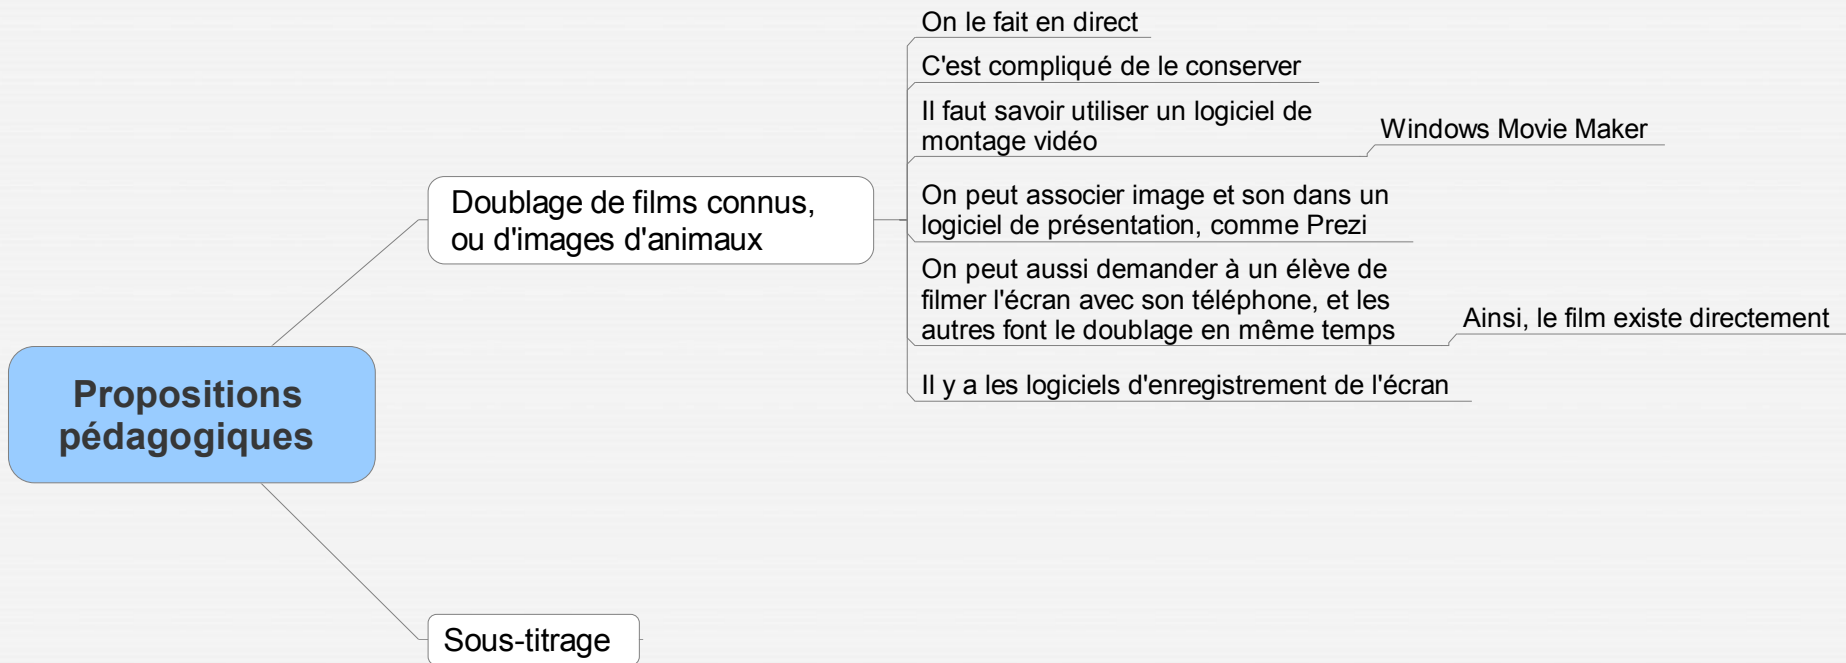 On le fait en direct
C'est compliqué de le conserver
Il faut savoir utiliser un logiciel de
montage vidéo
Windows Movie Maker
Doublage de films connus,
ou d'images d'animaux
On peut associer image et son dans un
logiciel de présentation, comme Prezi
On peut aussi demander à un élève de
filmer l'écran avec son téléphone, et les
autres font le doublage en même temps
Ainsi, le film existe directement
Il y a les logiciels d'enregistrement de l'écran
Propositions
pédagogiques
Sous-titrage